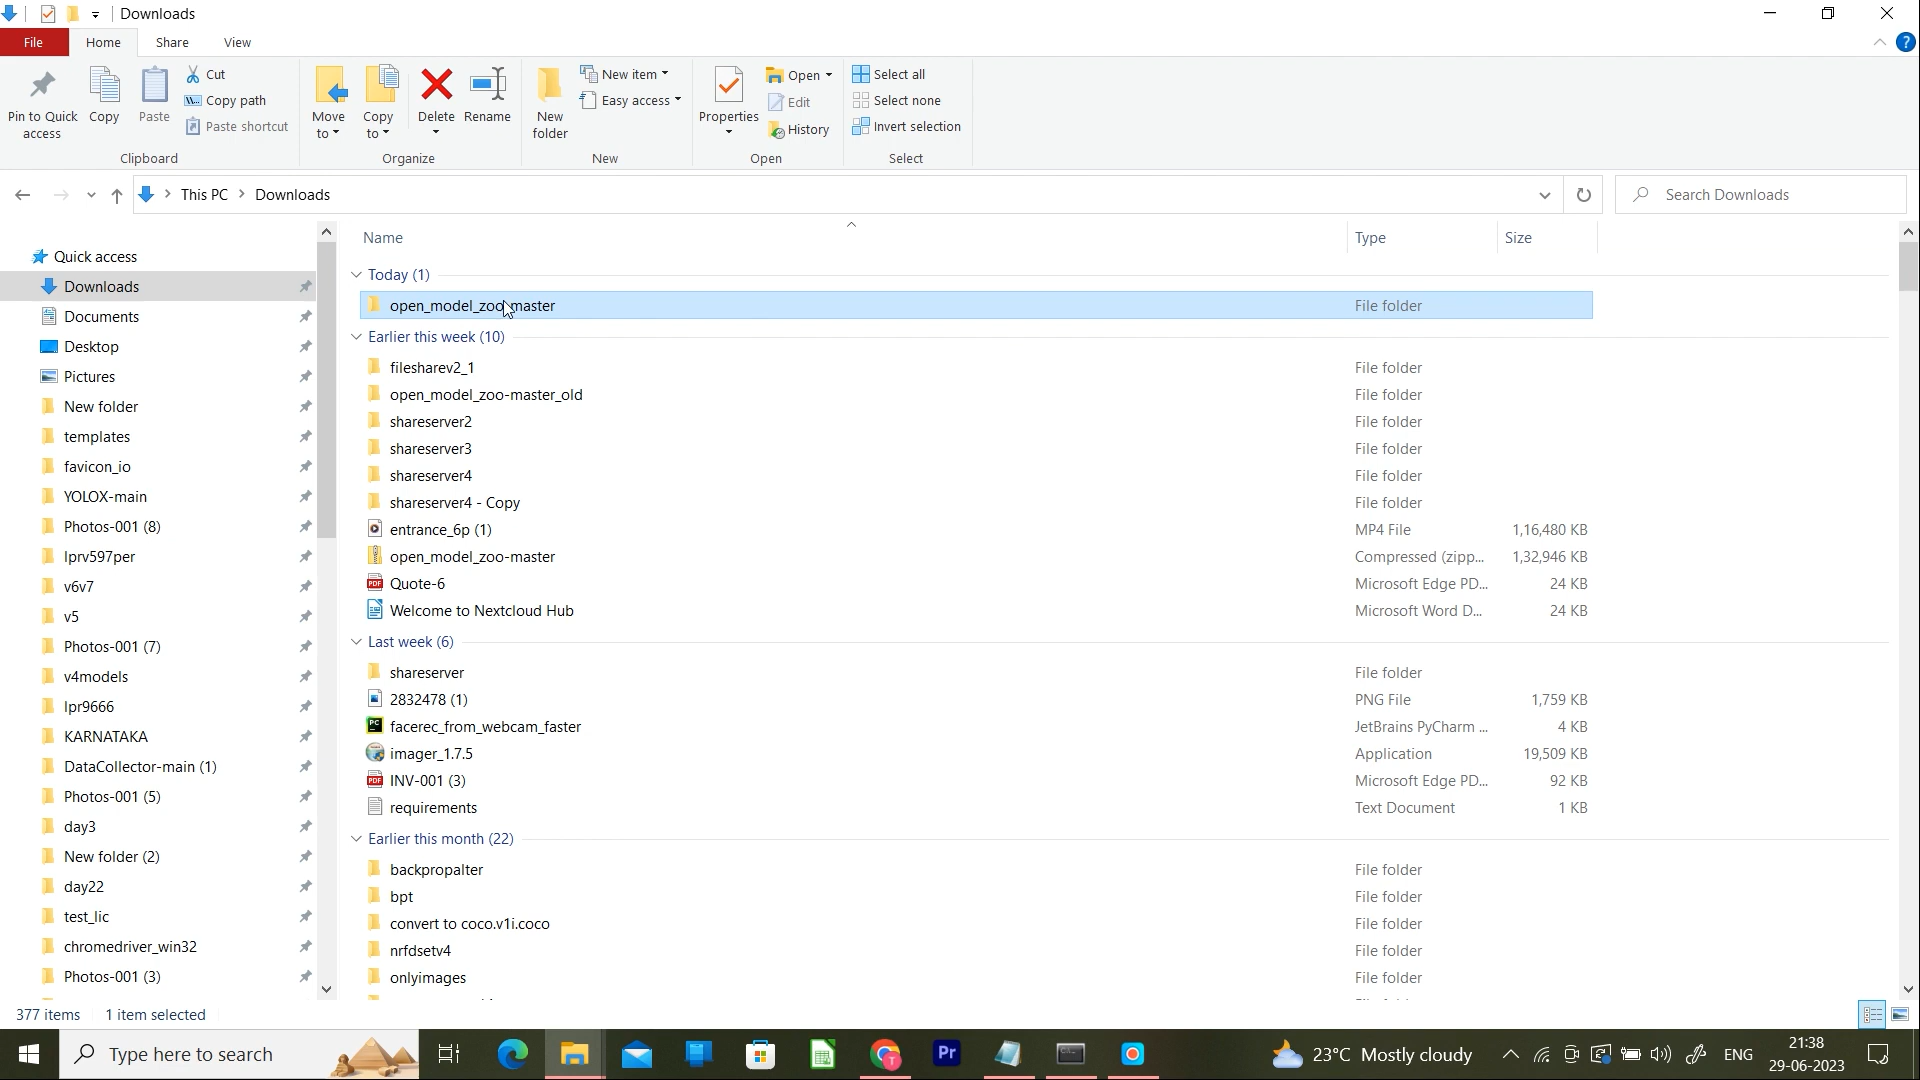 Downloads
File Home Share View
Pin to Quick access
Copy
Paste
Cut
Copy path
Paste shortcut
Clipboard
Move to
Copy to
Delete
Rename
Organize
New folder
New item
Easy access
New
Properties
Open
Edit
History
Open
Select all
Select none
Invert selection
Select
This PC > Downloads
Search Downloads
Quick access
Downloads
Documents
Desktop
Pictures
New folder
templates
favicon_io
YOLOX-main
Photos-001 (8)
lprv597per
v6v7
v5
Photos-001 (7)
v4models
lpr9666
KARNATAKA
DataCollector-main (1)
Photos-001 (5)
day3
New folder (2)
day22
test_lic
chromedriver_win32
Photos-001 (3)
Name Type Size
Today (1)
open_model_zoo-master File folder
Earlier this week (10)
filesharev2_1 File folder
open_model_zoo-master_old File folder
shareserver2 File folder
shareserver3 File folder
shareserver4 File folder
shareserver4 - Copy File folder
entrance_6p (1) MP4 File 1,16,480 KB
open_model_zoo-master Compressed (zipp... 1,32,946 KB
Quote-6 Microsoft Edge PD... 24 KB
Welcome to Nextcloud Hub Microsoft Word D... 24 KB
Last week (6)
shareserver File folder
2832478 (1) PNG File 1,759 KB
facerec_from_webcam_faster JetBrains PyCharm ... 4 KB
imager_1.7.5 Application 19,509 KB
INV-001 (3) Microsoft Edge PD... 92 KB
requirements Text Document 1 KB
Earlier this month (22)
backpropalter File folder
bpt File folder
convert to coco.v1i.coco File folder
nrfdsetv4 File folder
onlyimages File folder
377 items 1 item selected
Type here to search
Pr
23°C Mostly cloudy
ENG
21:38
29-06-2023